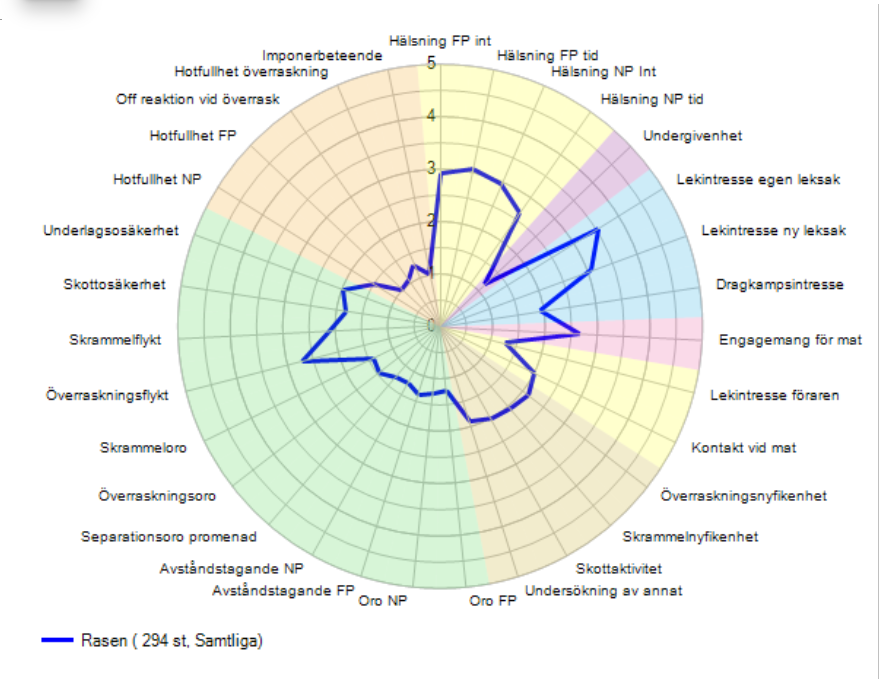 Hälsning FP int
Imponerbeteende
Hälsning FP tid
Hotfullhet överraskning
Hälsning NP Int
Off reaktion vid överrask
Hälsning NP tid
Hotfullhet FP
Undergivenhet
Hotfullhet NP
Lekintresse egen leksak
Underlagsosäkerhet
Lekintresse ny leksak
Skottosäkerhet
Dragkampsintresse
Skrammelflykt
Engagemang för mat
Överraskningsflykt
Lekintresse föraren
Skrammeloro
Kontakt vid mat
Överraskningsoro
Överraskningsnyfikenhet
Separationsoro promenad
Skrammelnyfikenhet
Avståndstagande NP
Skottaktivitet
Avståndstagande FP
Undersökning av annat
Oro NP
Oro FP
5
4
3
2
1
0
Rasen ( 294 st, Samtliga)